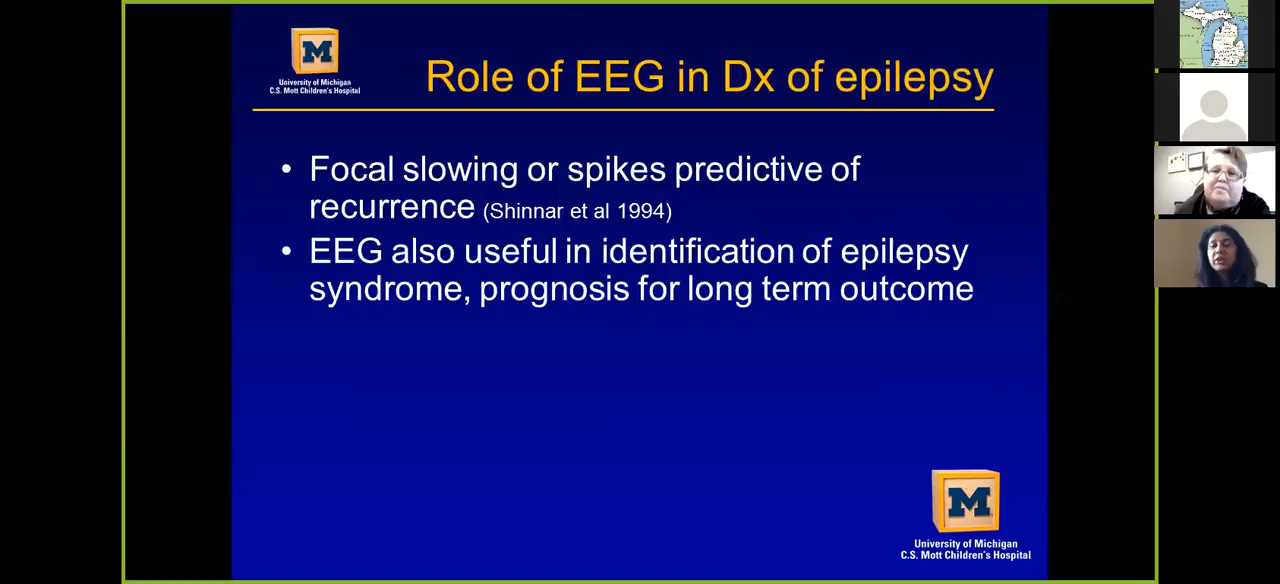 M
University of Michigan
C.S. Mott Children's Hospital
Role of EEG in Dx of epilepsy
• Focal slowing or spikes predictive of
recurrence (Shinnar et al 1994)
• EEG also useful in identification of epilepsy
syndrome, prognosis for long term outcome
M
University of Michigan
C.S. Mott Children's Hospital